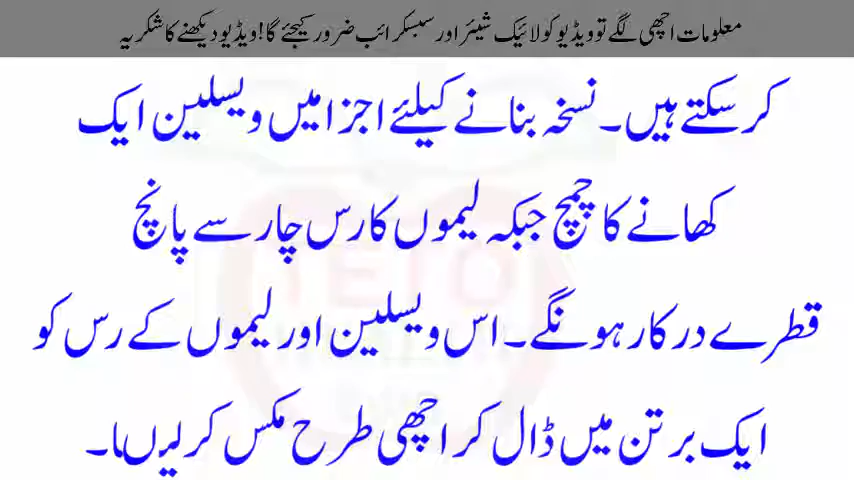 معلومات اچھی لگے تو ویڈیو کو لائیک شیئر اور سبسکرائب ضرور کیجئے گا! ویڈیو دیکھنے کا شکریہ
کر سکتے ہیں۔ نسخہ بنانے کیلئے اجزا میں ویسلین ایک
کھانے کا چمچ جبکہ لیموں کا رس چار سے پانچ
قطرے درکار ہونگے۔ اس ویسلین اور لیموں کے رس کو
ایک برتن میں ڈال کر اچھی طرح مکس کر